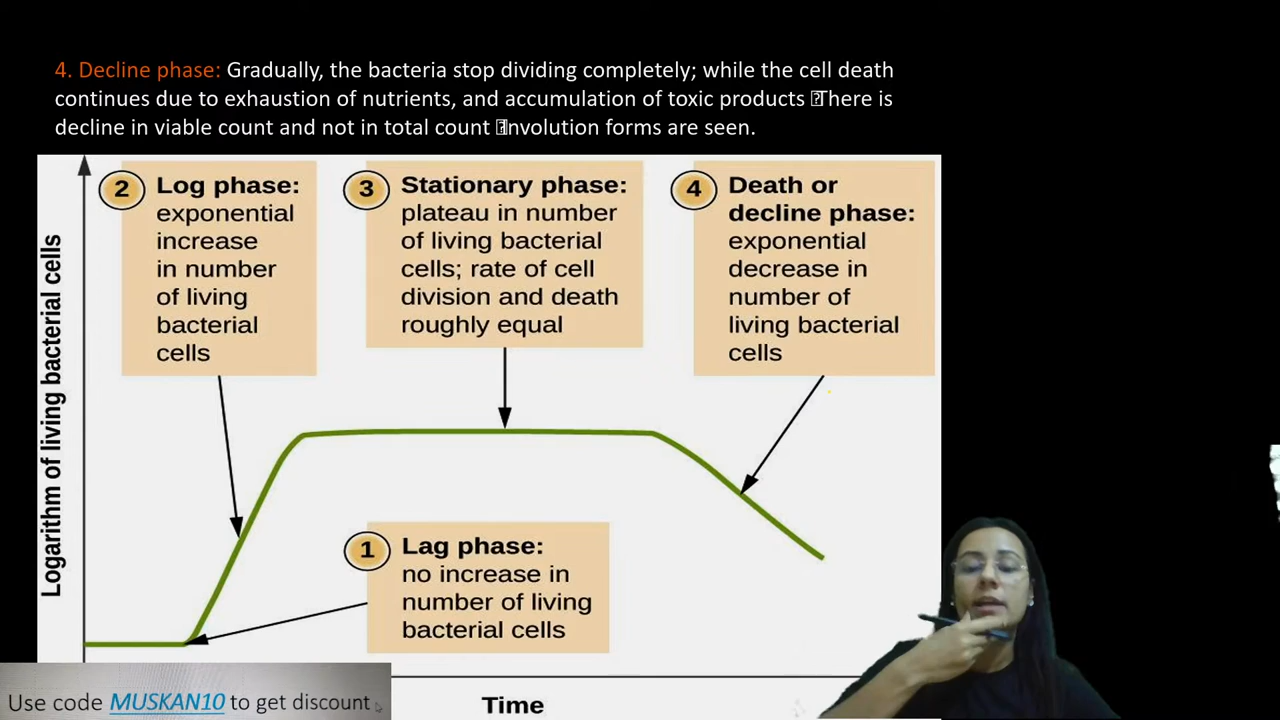 4. Decline phase: Gradually, the bacteria stop dividing completely; while the cell death
continues due to exhaustion of nutrients, and accumulation of toxic products There is
decline in viable count and not in total count Involution forms are seen.
2 Log phase:
exponential
increase
in number
of living
bacterial
cells
3 Stationary phase:
plateau in number
of living bacterial
cells; rate of cell
division and death
roughly equal
4 Death or
decline phase:
exponential
decrease in
number of
living bacterial
cells
Logarithm of living bacterial cells
1 Lag phase:
no increase in
number of living
bacterial cells
Time
Use code MUSKAN10 to get discount